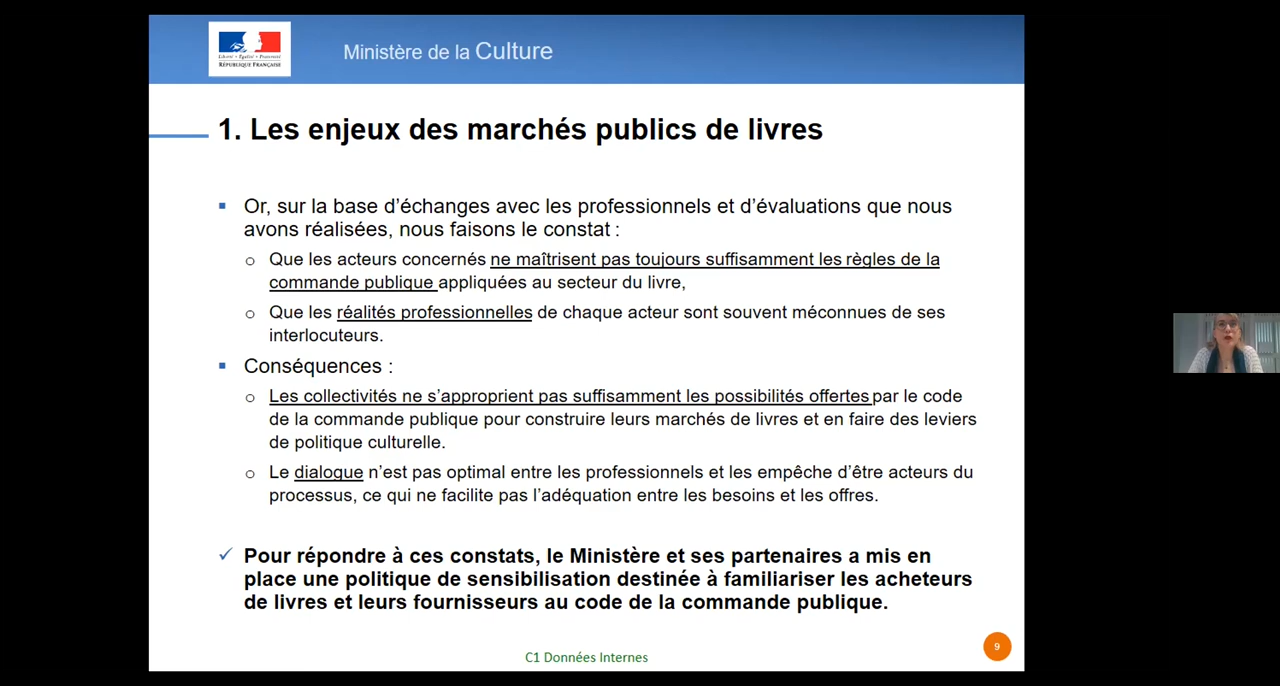 Liberté • Égalité • Fraternité
RÉPUBLIQUE FRANÇAISE
Ministère de la Culture
1. Les enjeux des marchés publics de livres
Or, sur la base d’échanges avec les professionnels et d’évaluations que nous
avons réalisées, nous faisons le constat :
Que les acteurs concernés ne maîtrisent pas toujours suffisamment les règles de la
commande publique appliquées au secteur du livre,
Que les réalités professionnelles de chaque acteur sont souvent méconnues de ses
interlocuteurs.
Conséquences :
Les collectivités ne s’approprient pas suffisamment les possibilités offertes par le code
de la commande publique pour construire leurs marchés de livres et en faire des leviers
de politique culturelle.
Le dialogue n’est pas optimal entre les professionnels et les empêche d’être acteurs du
processus, ce qui ne facilite pas l’adéquation entre les besoins et les offres.
Pour répondre à ces constats, le Ministère et ses partenaires a mis en
place une politique de sensibilisation destinée à familiariser les acheteurs
de livres et leurs fournisseurs au code de la commande publique.
9
C1 Données Internes